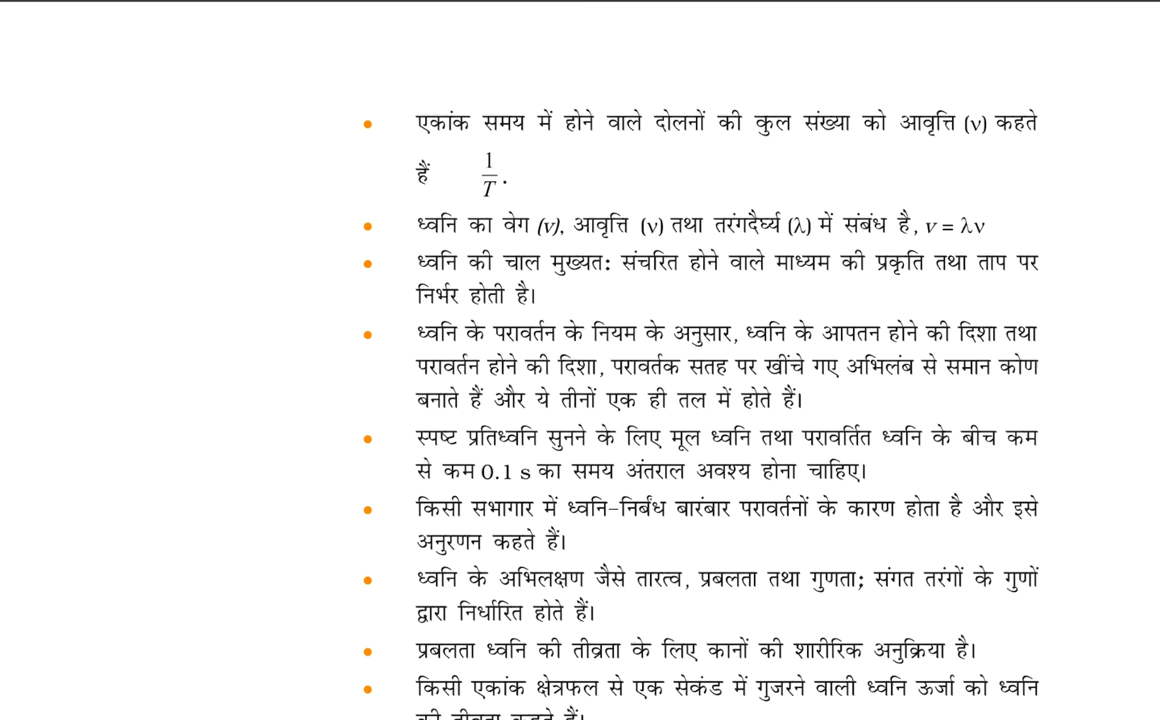 • एकांक समय में होने वाले दोलनों की कुल संख्या को आवृत्ति (ν) कहते
हैं 1/T .
• ध्वनि का वेग (v), आवृत्ति (ν) तथा तरंगदैर्घ्य (λ) में संबंध है, v = λν
• ध्वनि की चाल मुख्यतः संचरित होने वाले माध्यम की प्रकृति तथा ताप पर
निर्भर होती है।
• ध्वनि के परावर्तन के नियम के अनुसार, ध्वनि के आपतन होने की दिशा तथा
परावर्तन होने की दिशा, परावर्तक सतह पर खींचे गए अभिलंब से समान कोण
बनाते हैं और ये तीनों एक ही तल में होते हैं।
• स्पष्ट प्रतिध्वनि सुनने के लिए मूल ध्वनि तथा परावर्तित ध्वनि के बीच कम
से कम 0.1 s का समय अंतराल अवश्य होना चाहिए।
• किसी सभागार में ध्वनि-निर्बंध बारंबार परावर्तनों के कारण होता है और इसे
अनुरणन कहते हैं।
• ध्वनि के अभिलक्षण जैसे तारत्व, प्रबलता तथा गुणता; संगत तरंगों के गुणों
द्वारा निर्धारित होते हैं।
• प्रबलता ध्वनि की तीव्रता के लिए कानों की शारीरिक अनुक्रिया है।
• किसी एकांक क्षेत्रफल से एक सेकंड में गुजरने वाली ध्वनि ऊर्जा को ध्वनि
की तीव्रता कहते हैं।